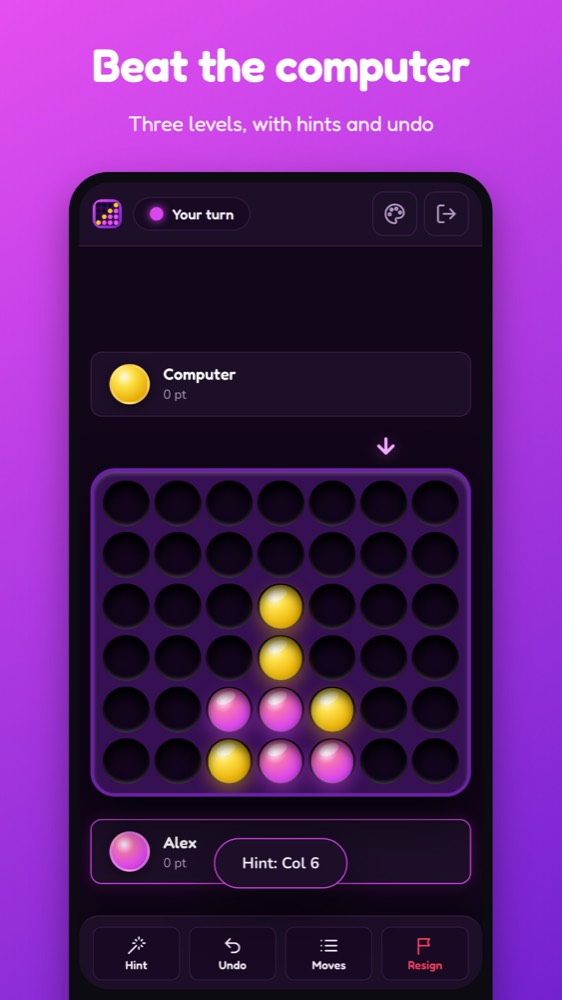 Beat the computer
Three levels, with hints and undo
Your turn
Computer
0 pt
Alex
0 pt
Hint: Col 6
Hint
Undo
Moves
Resign